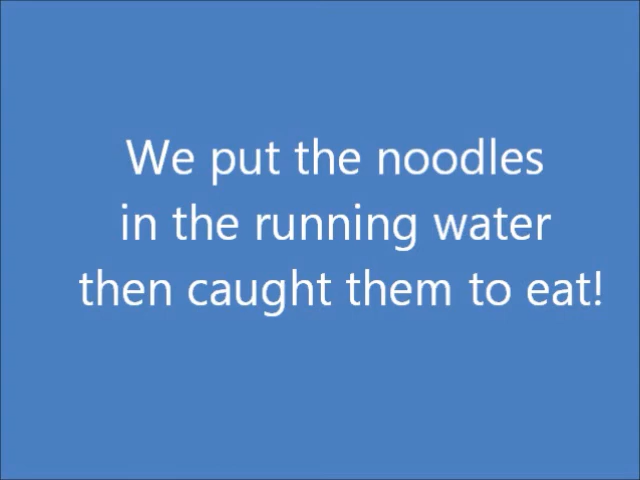 We put the noodles
in the running water
then caught them to eat!